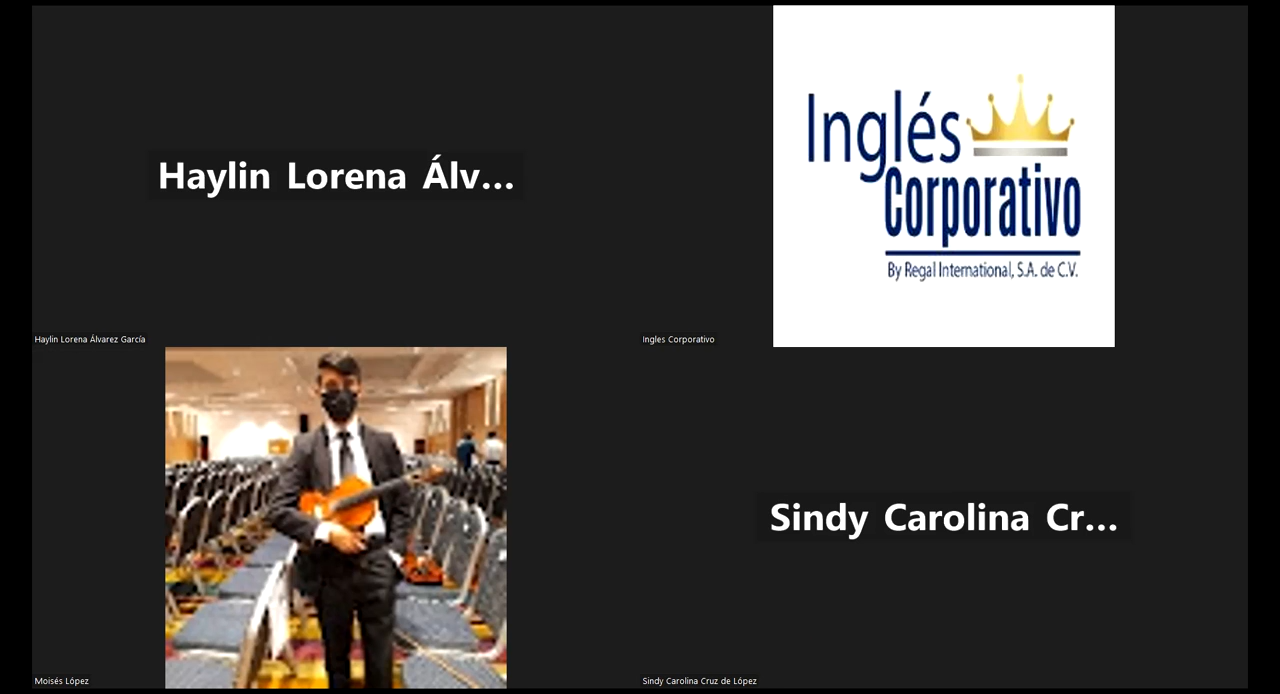 Haylin Lorena Álv...
Haylin Lorena Álvarez García
Inglés
Corporativo
By Regal International, S.A. de C.V.
Ingles Corporativo
Moisés López
Sindy Carolina Cr...
Sindy Carolina Cruz de López